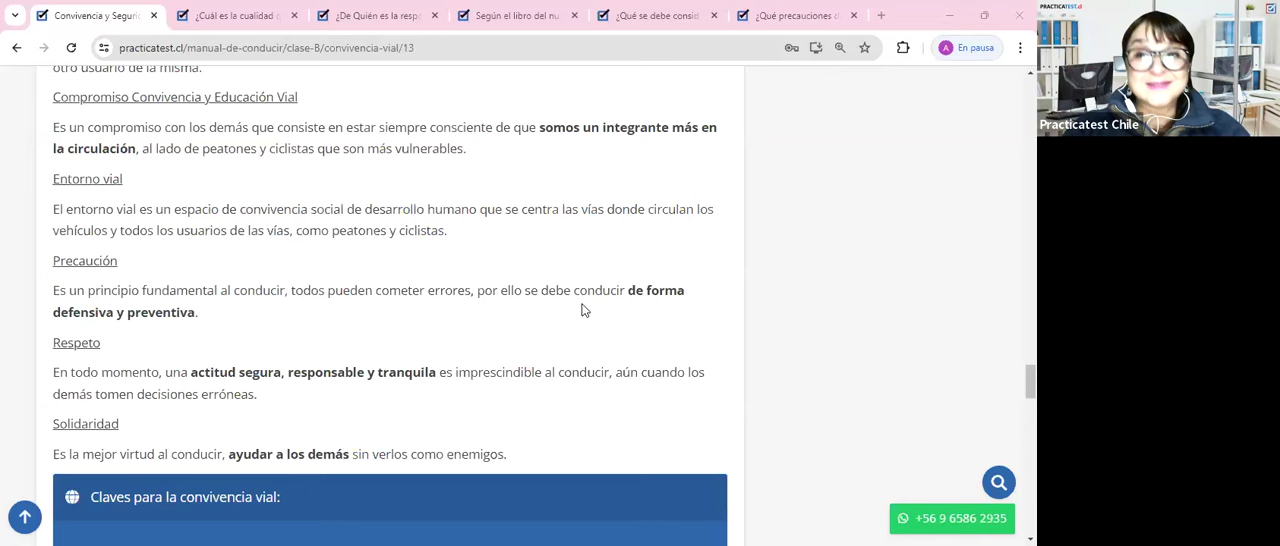 Convivencia y Segurid
¿Cuál es la cualidad
¿De Quién es la resp
Según el libro del nu
¿Qué se debe consid
¿Qué precauciones d
practicatest.cl/manual-de-conducir/clase-B/convivencia-vial/13
A En pausa
PRACTICATEST.cl
otro usuario de la misma.
Compromiso Convivencia y Educación Vial
Practicatest Chile
Es un compromiso con los demás que consiste en estar siempre consciente de que somos un integrante más en
la circulación, al lado de peatones y ciclistas que son más vulnerables.
Entorno vial
El entorno vial es un espacio de convivencia social de desarrollo humano que se centra las vías donde circulan los
vehículos y todos los usuarios de las vías, como peatones y ciclistas.
Precaución
Es un principio fundamental al conducir, todos pueden cometer errores, por ello se debe conducir de forma
defensiva y preventiva.
Respeto
En todo momento, una actitud segura, responsable y tranquila es imprescindible al conducir, aún cuando los
demás tomen decisiones erróneas.
Solidaridad
Es la mejor virtud al conducir, ayudar a los demás sin verlos como enemigos.
Claves para la convivencia vial:
+56 9 6586 2935